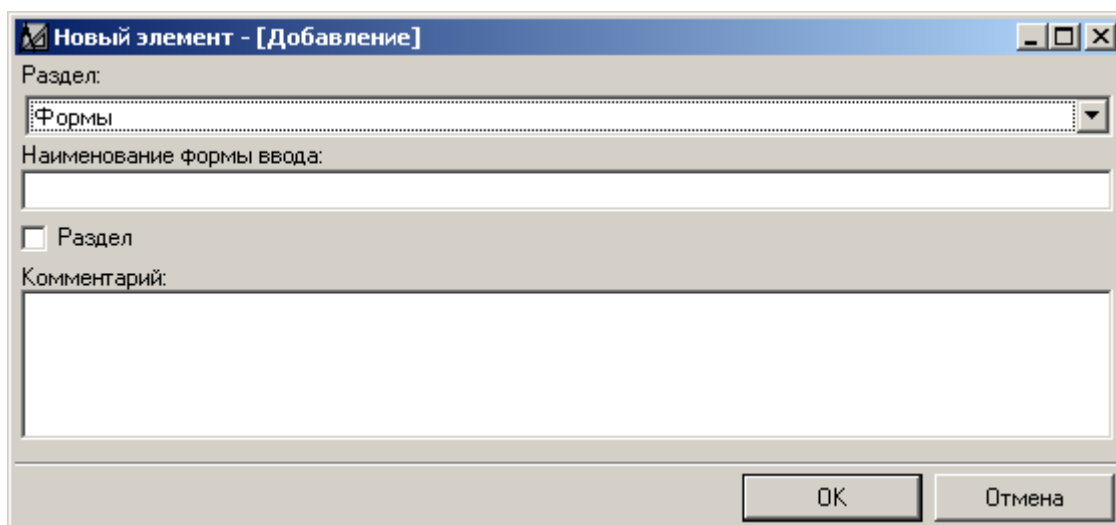 Новый элемент - [Добавление]
Раздел:
Формы
Наименование формы ввода:
Раздел
Комментарий:
OK
Отмена